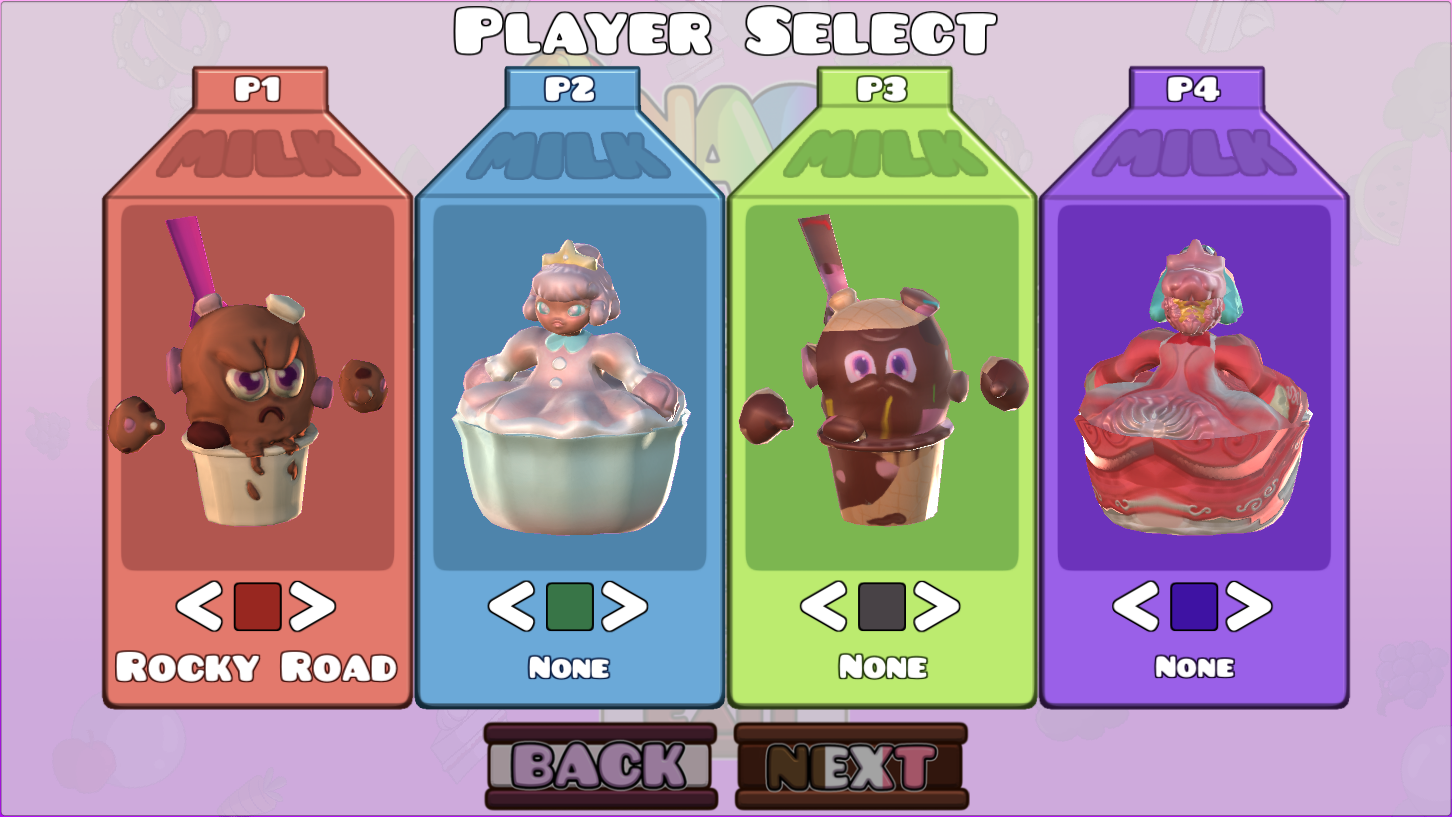 PLAYER SELECT
P1
P2
P3
P4
MILK
MILK
MILK
MILK
ROCKY ROAD
NONE
NONE
NONE
BACK
NEXT